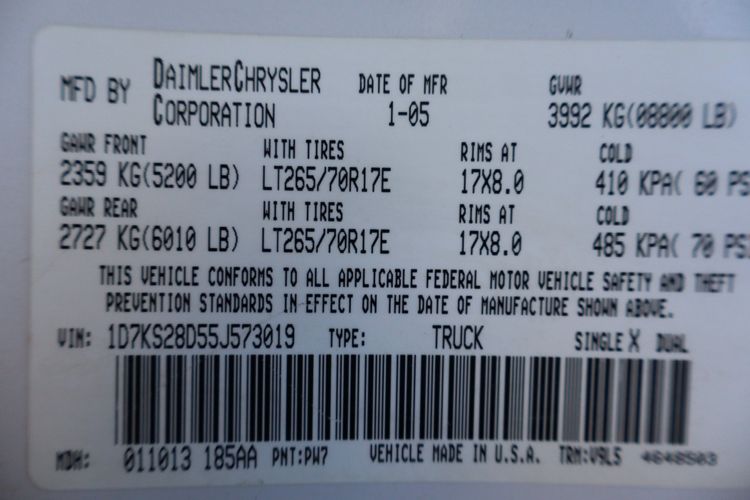 MFD BY DAIMLERCHRYSLER CORPORATION DATE OF MFR 1-05 GVWR 3992 KG(08800 LB)
GAWR FRONT WITH TIRES RIMS AT COLD
2359 KG(5200 LB) LT265/70R17E 17X8.0 410 KPA( 60 PSI
GAWR REAR WITH TIRES RIMS AT COLD
2727 KG(6010 LB) LT265/70R17E 17X8.0 485 KPA( 70 PSI
THIS VEHICLE CONFORMS TO ALL APPLICABLE FEDERAL MOTOR VEHICLE SAFETY AND THEFT
PREVENTION STANDARDS IN EFFECT ON THE DATE OF MANUFACTURE SHOWN ABOVE.
VIN: 1D7KS28D55J573019 TYPE: TRUCK SINGLE X DUAL
MDH: 011013 185AA PNT:PW7 VEHICLE MADE IN U.S.A. TRM:V9L5 4648503